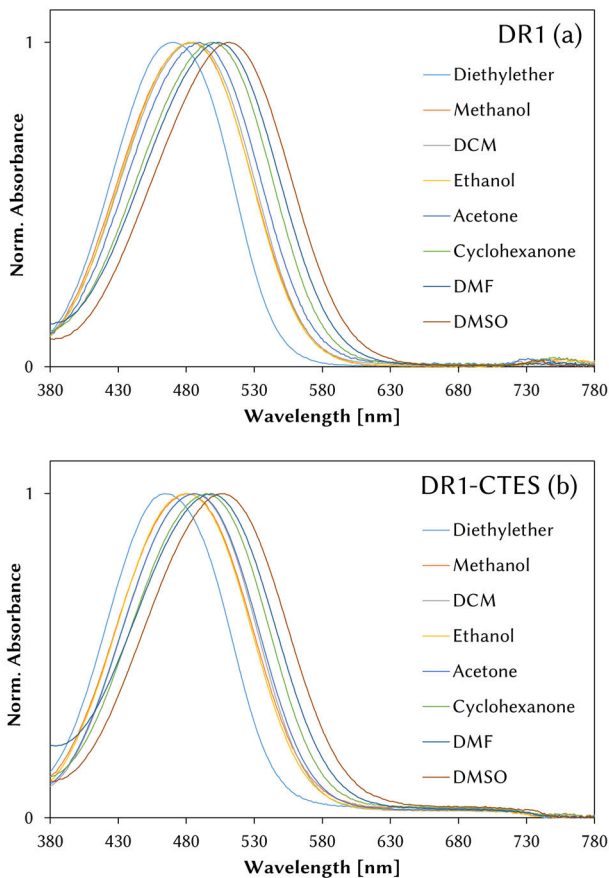 DR1 (a)
1
Norm. Absorbance
Diethylether
Methanol
DCM
Ethanol
Acetone
Cyclohexanone
DMF
DMSO
0
380 430 480 530 580 630 680 730 780
Wavelength [nm]
DR1-CTES (b)
1
Norm. Absorbance
Diethylether
Methanol
DCM
Ethanol
Acetone
Cyclohexanone
DMF
DMSO
0
380 430 480 530 580 630 680 730 780
Wavelength [nm]